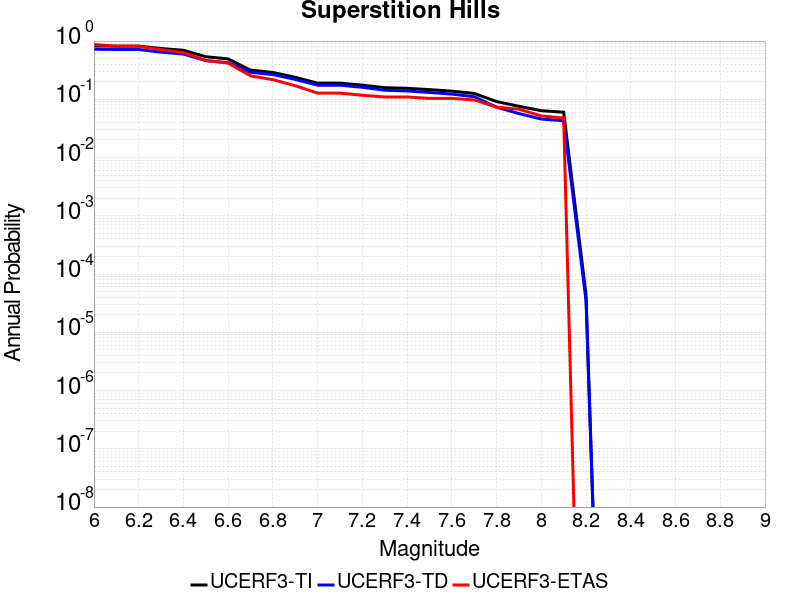 Superstition Hills
Annual Probability
10^0
10^-1
10^-2
10^-3
10^-4
10^-5
10^-6
10^-7
10^-8
6 6.2 6.4 6.6 6.8 7 7.2 7.4 7.6 7.8 8 8.2 8.4 8.6 8.8 9
Magnitude
UCERF3-TI UCERF3-TD UCERF3-ETAS